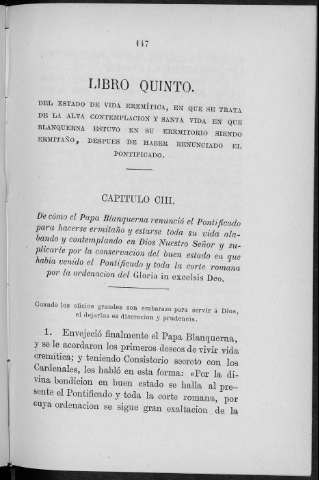 447
LIBRO QUINTO.
DEL ESTADO DE VIDA EREMÍTICA, EN QUE SE TRATA
DE LA ALTA CONTEMPLACION Y SANTA VIDA EN QUE
BLANQUERNA ESTUVO EN SU EREMITORIO SIENDO
ERMITAÑO, DESPUES DE HABER RENUNCIADO EL
PONTIFICADO.
CAPITULO CIII.
De cómo el Papa Blanquerna renunció el Pontificado
para hacerse ermitaño y estarse toda su vida ala-
bando y contemplando en Dios Nuestro Señor y su-
plicarte por la conservacion del buen estado en que
habia venido el Pontificado y toda la corte romana
por la ordenacion del Gloria in excelsis Deo.
Cuando los oficios grandes son embarazo para servir á Dios,
el dejarlos es discrecion y prudencia.
1. Envejeció finalmente el Papa Blanquerna,
y se le acordaron los primeros deseos de vivir vida
eremítica; y teniendo Consistorio secreto con los
Cardenales, les habló en esta forma: «Por la di-
vina bondicion en buen estado se halla al pre-
sente el Pontificado y toda la corte romana, por
cuya ordenacion se sigue gran exaltacion de la